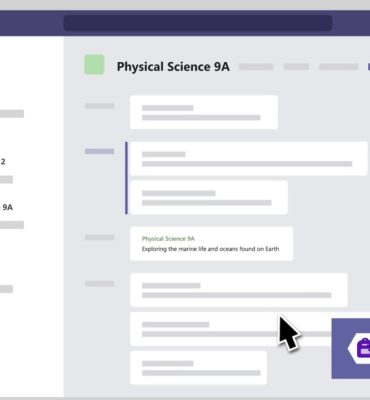 Physical Science 9A
2
9A
Physical Science 9A
Exploring the marine life and oceans found on Earth